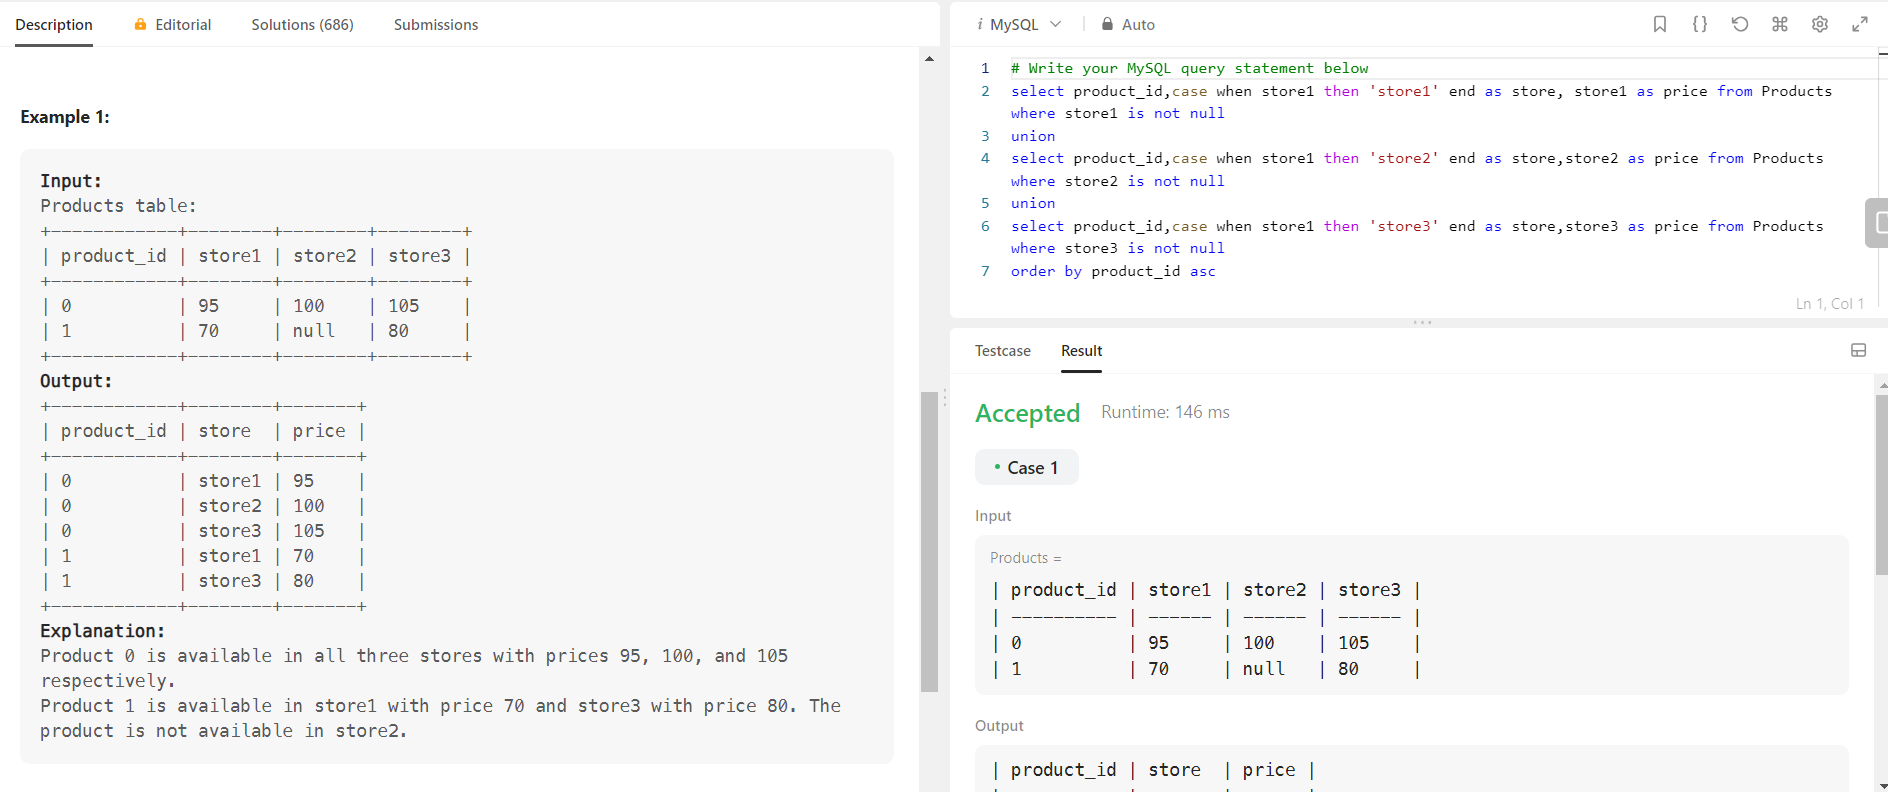 Description Editorial Solutions (686) Submissions
Example 1:
Input:
Products table:
+------------+--------+--------+--------+
| product_id | store1 | store2 | store3 |
+------------+--------+--------+--------+
| 0          | 95     | 100    | 105    |
| 1          | 70     | null   | 80     |
+------------+--------+--------+--------+
Output:
+------------+--------+-------+
| product_id | store  | price |
+------------+--------+-------+
| 0          | store1 | 95    |
| 0          | store2 | 100   |
| 0          | store3 | 105   |
| 1          | store1 | 70    |
| 1          | store3 | 80    |
+------------+--------+-------+
Explanation:
Product 0 is available in all three stores with prices 95, 100, and 105
respectively.
Product 1 is available in store1 with price 70 and store3 with price 80. The
product is not available in store2.
i MySQL Auto
1 # Write your MySQL query statement below
2 select product_id,case when store1 then 'store1' end as store, store1 as price from Products
where store1 is not null
3 union
4 select product_id,case when store1 then 'store2' end as store,store2 as price from Products
where store2 is not null
5 union
6 select product_id,case when store1 then 'store3' end as store,store3 as price from Products
where store3 is not null
7 order by product_id asc
Ln 1, Col 1
Testcase Result
Accepted Runtime: 146 ms
• Case 1
Input
Products =
| product_id | store1 | store2 | store3 |
| ---------- | ------ | ------ | ------ |
| 0          | 95     | 100    | 105    |
| 1          | 70     | null   | 80     |
Output
| product_id | store  | price |